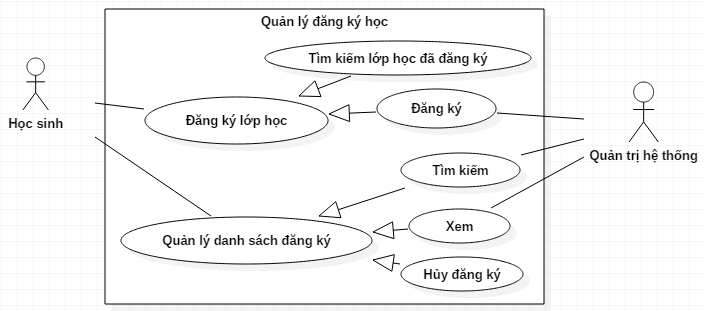 Quản lý đăng ký học
Tìm kiếm lớp học đã đăng ký
Đăng ký lớp học
Đăng ký
Học sinh
Quản trị hệ thống
Tìm kiếm
Xem
Quản lý danh sách đăng ký
Hủy đăng ký